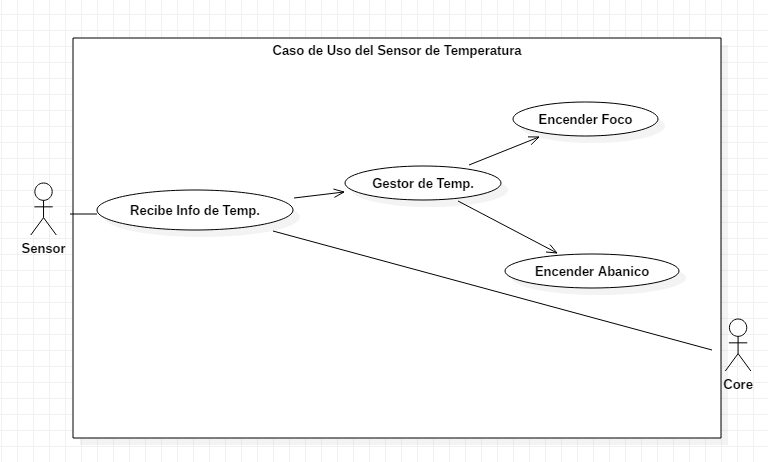 Caso de Uso del Sensor de Temperatura
Encender Foco
Gestor de Temp.
Recibe Info de Temp.
Sensor
Encender Abanico
Core